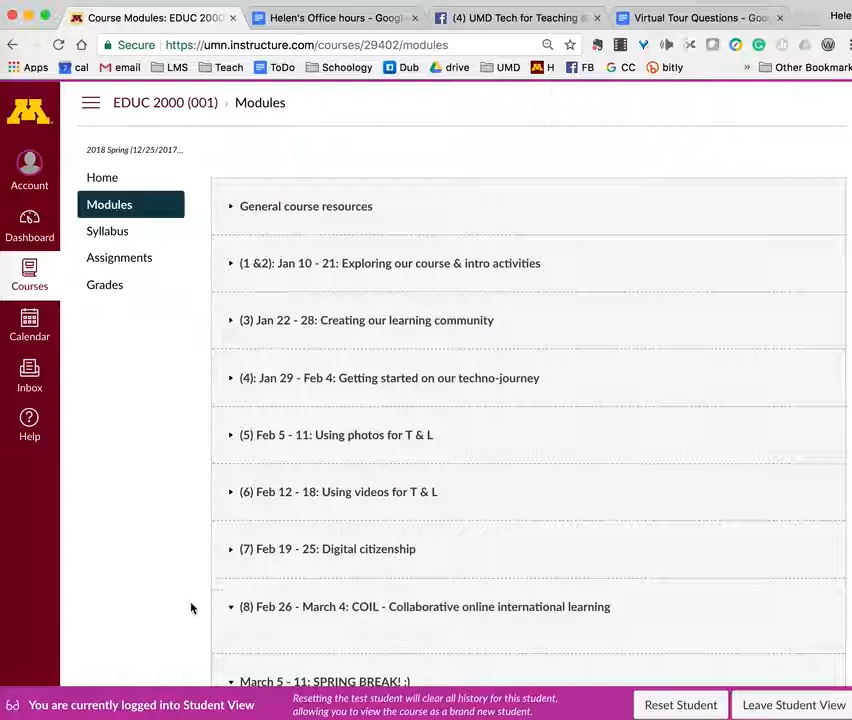 Course Modules: EDUC 2000
Helen's Office hours - Googl
(4) UMD Tech for Teaching &
Virtual Tour Questions - Goo
Hele
Secure
https://umn.instructure.com/courses/29402/modules
Apps
cal
email
LMS
Teach
ToDo
Schoology
Dub
drive
UMD
H
FB
CC
bitly
»
Other Bookmark
EDUC 2000 (001) › Modules
2018 Spring (12/25/2017...
Home
Modules
Syllabus
Assignments
Grades
Account
Dashboard
Courses
Calendar
Inbox
Help
General course resources
(1 &2): Jan 10 - 21: Exploring our course & intro activities
(3) Jan 22 - 28: Creating our learning community
(4): Jan 29 - Feb 4: Getting started on our techno-journey
(5) Feb 5 - 11: Using photos for T & L
(6) Feb 12 - 18: Using videos for T & L
(7) Feb 19 - 25: Digital citizenship
(8) Feb 26 - March 4: COIL - Collaborative online international learning
March 5 - 11: SPRING BREAK! :)
You are currently logged into Student View
Resetting the test student will clear all history for this student,
allowing you to view the course as a brand new student.
Reset Student
Leave Student View